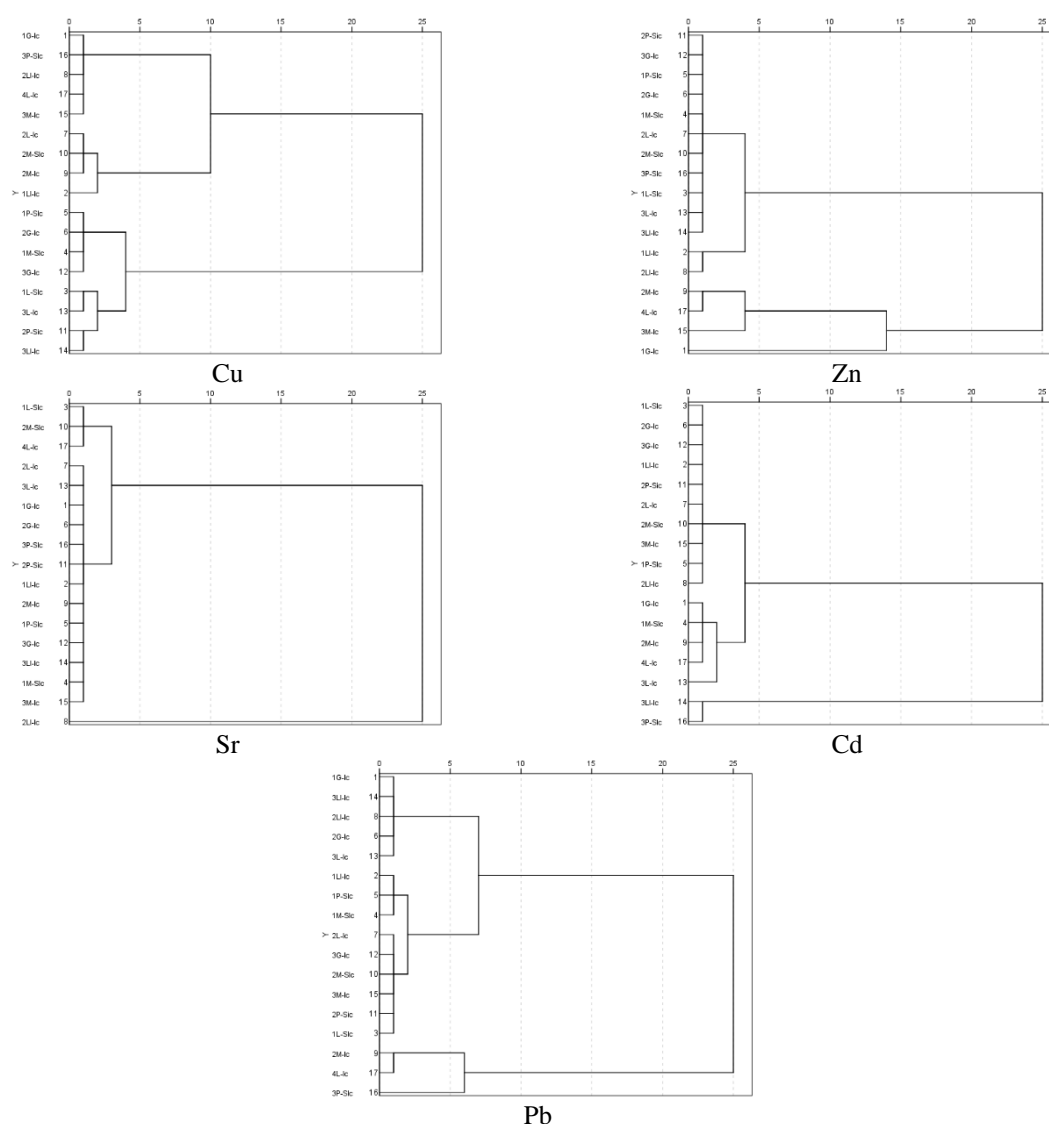 0 5 10 15 20 25
1G-Ic 1
3P-SIc 16
2LI-Ic 8
4L-Ic 17
3M-Ic 15
2L-Ic 7
2M-SIc 10
2M-Ic 9
Y 1LI-Ic 2
1P-SIc 5
2G-Ic 6
1M-SIc 4
3G-Ic 12
1L-SIc 3
3L-Ic 13
2P-SIc 11
3LI-Ic 14
Cu
0 5 10 15 20 25
2P-SIc 11
3G-Ic 12
1P-SIc 5
2G-Ic 6
1M-SIc 4
2L-Ic 7
2M-SIc 10
3P-SIc 16
Y 1L-SIc 3
3L-Ic 13
3LI-Ic 14
1LI-Ic 2
2LI-Ic 8
2M-Ic 9
4L-Ic 17
3M-Ic 15
1G-Ic 1
Zn
0 5 10 15 20 25
1L-SIc 3
2M-SIc 10
4L-Ic 17
2L-Ic 7
3L-Ic 13
1G-Ic 1
2G-Ic 6
3P-SIc 16
Y 2P-SIc 11
1LI-Ic 2
2M-Ic 9
1P-SIc 5
3G-Ic 12
3LI-Ic 14
1M-SIc 4
3M-Ic 15
2LI-Ic 8
Sr
0 5 10 15 20 25
1L-SIc 3
2G-Ic 6
3G-Ic 12
1LI-Ic 2
2P-SIc 11
2L-Ic 7
2M-SIc 10
3M-Ic 15
Y 1P-SIc 5
2LI-Ic 8
1G-Ic 1
1M-SIc 4
2M-Ic 9
4L-Ic 17
3L-Ic 13
3LI-Ic 14
3P-SIc 16
Cd
0 5 10 15 20 25
1G-Ic 1
3LI-Ic 14
2LI-Ic 8
2G-Ic 6
3L-Ic 13
1LI-Ic 2
1P-SIc 5
1M-SIc 4
Y 2L-Ic 7
3G-Ic 12
2M-SIc 10
3M-Ic 15
2P-SIc 11
1L-SIc 3
2M-Ic 9
4L-Ic 17
3P-SIc 16
Pb